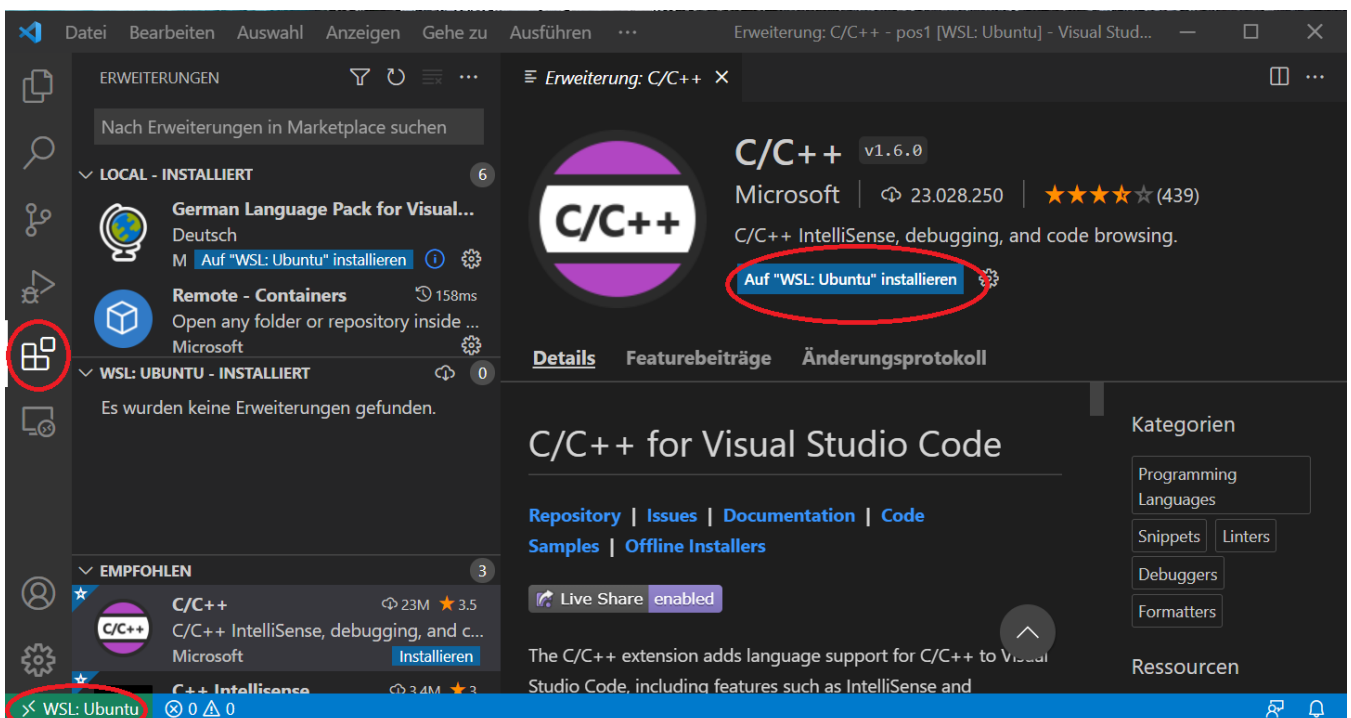 Datei Bearbeiten Auswahl Anzeigen Gehe zu Ausführen ··· Erweiterung: C/C++ - pos1 [WSL: Ubuntu] - Visual Stud...
ERWEITERUNGEN
Nach Erweiterungen in Marketplace suchen
LOCAL - INSTALLIERT 6
German Language Pack for Visual...
Deutsch
M Auf "WSL: Ubuntu" installieren
Remote - Containers 158ms
Open any folder or repository inside ...
Microsoft
WSL: UBUNTU - INSTALLIERT 0
Es wurden keine Erweiterungen gefunden.
EMPFOHLEN 3
C/C++ 23M ★ 3.5
C/C++ IntelliSense, debugging, and c...
Microsoft Installieren
C++ Intellisense 3.4M ★ 3
Erweiterung: C/C++
C/C++
C/C++ v1.6.0
Microsoft | 23.028.250 | ★★★★☆ (439)
C/C++ IntelliSense, debugging, and code browsing.
Auf "WSL: Ubuntu" installieren
Details Featurebeiträge Änderungsprotokoll
C/C++ for Visual Studio Code
Repository | Issues | Documentation | Code
Samples | Offline Installers
Live Share enabled
The C/C++ extension adds language support for C/C++ to Visual
Studio Code, including features such as IntelliSense and
Kategorien
Programming
Languages
Snippets Linters
Debuggers
Formatters
Ressourcen
C/C++
WSL: Ubuntu 0 0